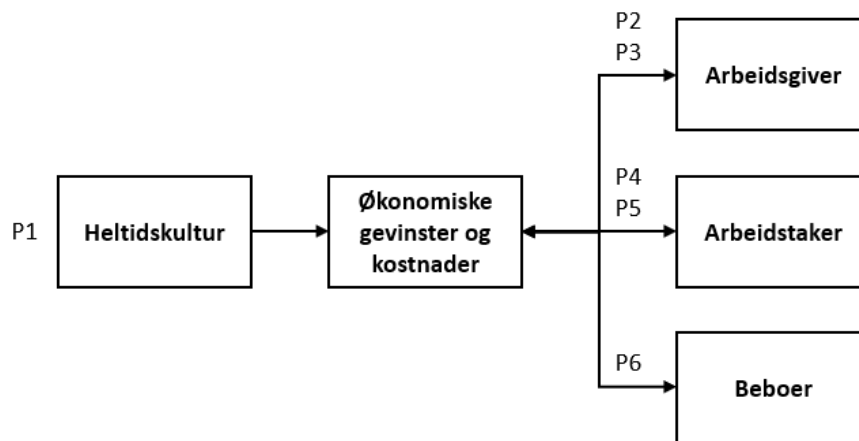 P2
P3
Arbeidsgiver
P1
Heltidskultur
Økonomiske
gevinster og
kostnader
P4
P5
Arbeidstaker
P6
Beboer